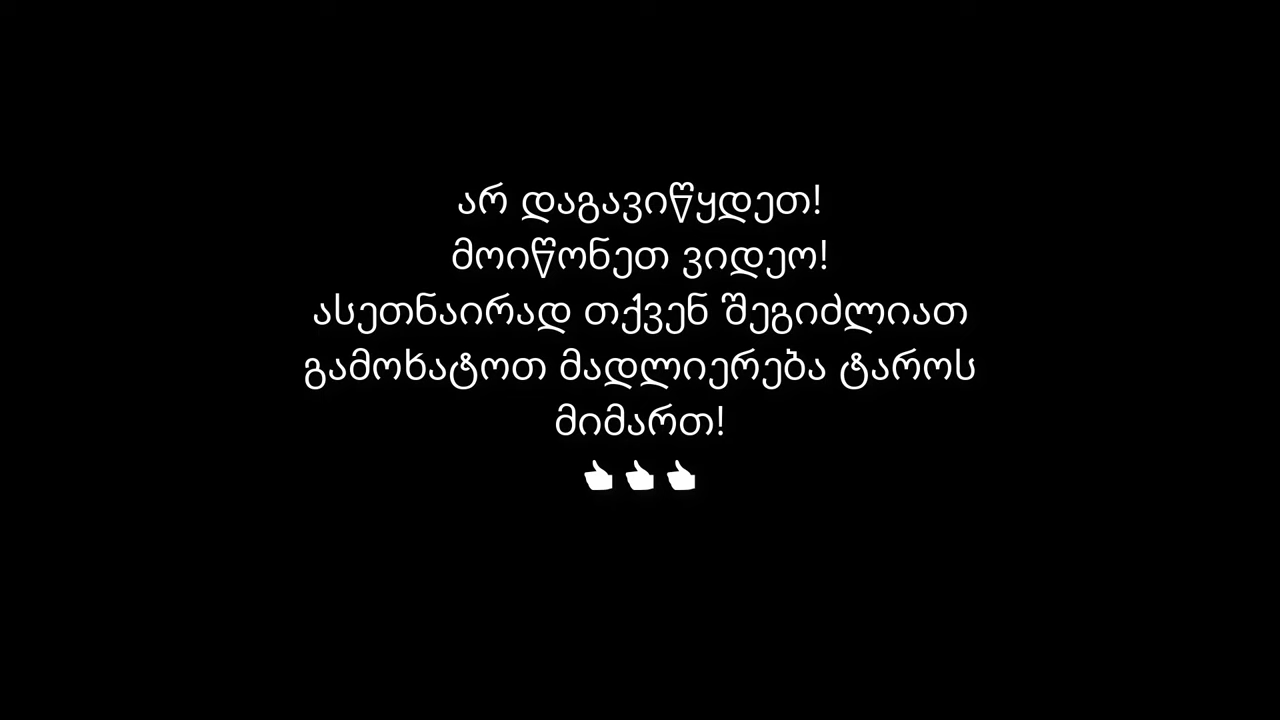 არ დაგავიწყდეთ!
მოიწონეთ ვიდეო!
ასეთნაირად თქვენ შეგიძლიათ
გამოხატოთ მადლიერება ტაროს
მიმართ!
👍👍👍